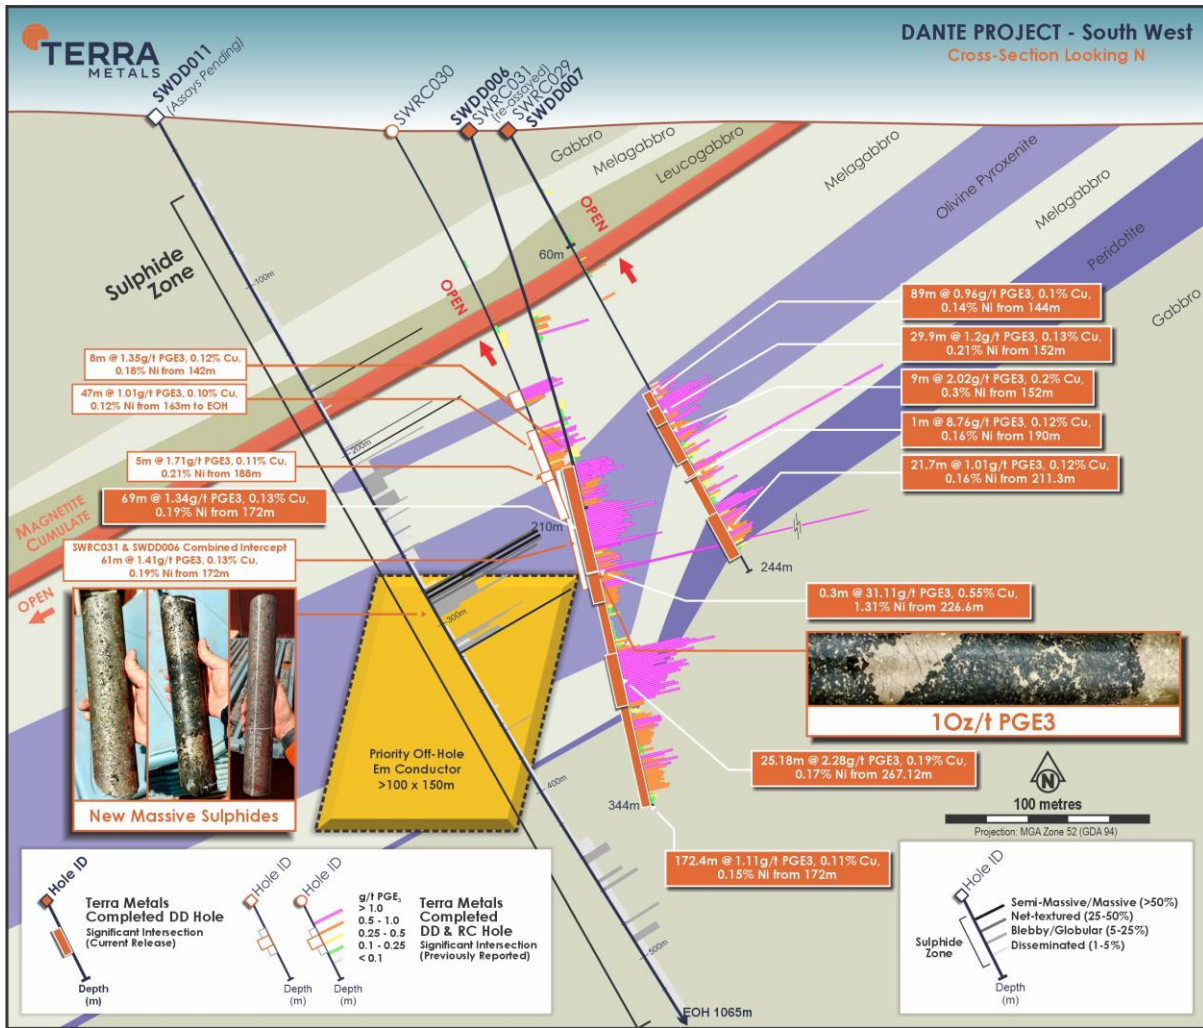 TERRA
METALS
DANTE PROJECT - South West
Cross-Section Looking N
SWDD011
(Assays Pending)
SWRC030
SWDD006
SWRC031
(re-assayed)
SWRC029
SWDD007
Gabbro
Melagabbro
Leucogabbro
Melagabbro
Olivine Pyroxenite
Melagabbro
Peridotite
Gabbro
Sulphide
Zone
100m
OPEN
OPEN
60m
89m @ 0.96g/t PGE3, 0.1% Cu,
0.14% Ni from 144m
29.9m @ 1.2g/t PGE3, 0.13% Cu,
0.21% Ni from 152m
9m @ 2.02g/t PGE3, 0.2% Cu,
0.3% Ni from 152m
1m @ 8.76g/t PGE3, 0.12% Cu,
0.16% Ni from 190m
21.7m @ 1.01g/t PGE3, 0.12% Cu,
0.16% Ni from 211.3m
8m @ 1.35g/t PGE3, 0.12% Cu,
0.18% Ni from 142m
47m @ 1.01g/t PGE3, 0.10% Cu,
0.12% Ni from 163m to EOH
200m
5m @ 1.71g/t PGE3, 0.11% Cu,
0.21% Ni from 188m
69m @ 1.34g/t PGE3, 0.13% Cu,
0.19% Ni from 172m
MAGNETITE
CUMULATE
210m
SWRC031 & SWDD006 Combined Intercept
61m @ 1.41g/t PGE3, 0.13% Cu,
0.19% Ni from 172m
244m
OPEN
300m
0.3m @ 31.11g/t PGE3, 0.55% Cu,
1.31% Ni from 226.6m
1Oz/t PGE3
Priority Off-Hole
Em Conductor
>100 x 150m
New Massive Sulphides
25.18m @ 2.28g/t PGE3, 0.19% Cu,
0.17% Ni from 267.12m
400m
344m
N
100 metres
Projection: MGA Zone 52 (GDA 94)
172.4m @ 1.11g/t PGE3, 0.11% Cu,
0.15% Ni from 172m
Hole ID
Terra Metals
Completed DD Hole
Significant Intersection
(Current Release)
Depth
(m)
Hole ID
Hole ID
g/t PGE3
> 1.0
0.5 - 1.0
0.25 - 0.5
0.1 - 0.25
< 0.1
Depth
(m)
Depth
(m)
Terra Metals
Completed
DD & RC Hole
Significant Intersection
(Previously Reported)
500m
EOH 1065m
Hole ID
Semi-Massive/Massive (>50%)
Net-textured (25-50%)
Blebby/Globular (5-25%)
Disseminated (1-5%)
Sulphide
Zone
Depth
(m)